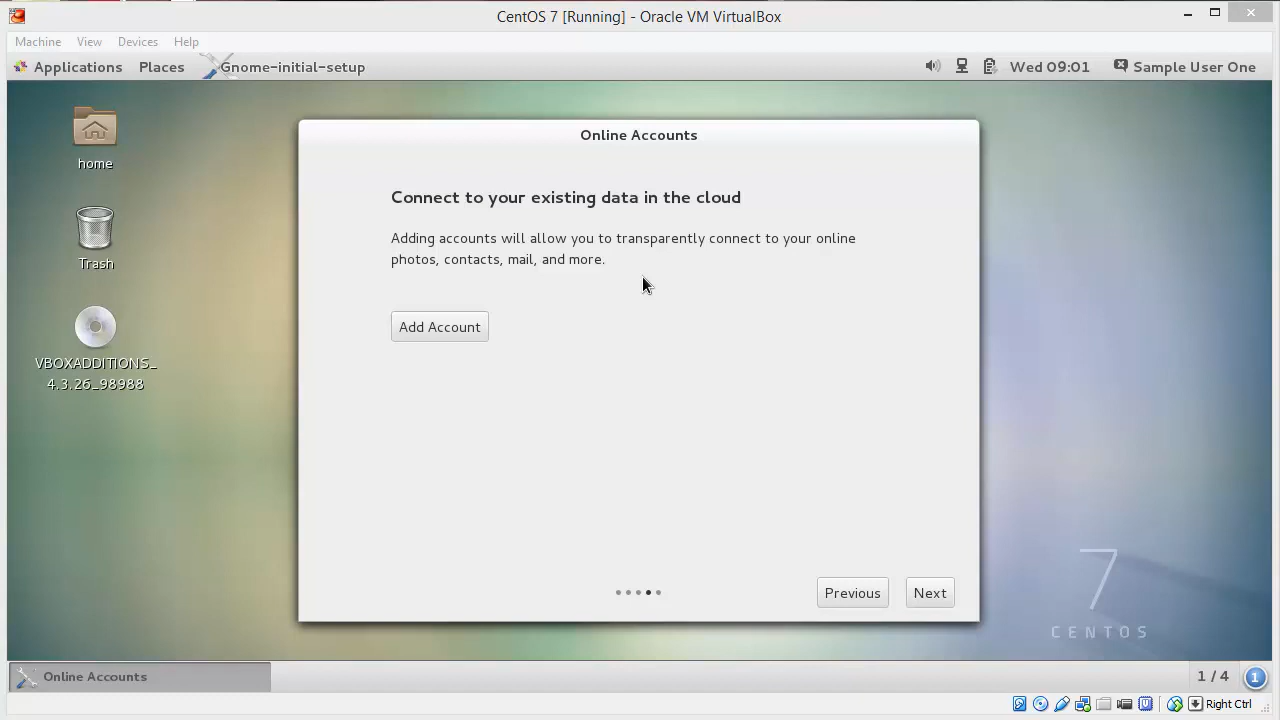 CentOS 7 [Running] - Oracle VM VirtualBox
Machine View Devices Help
Applications Places Gnome-initial-setup Wed 09:01 Sample User One
home
Trash
VBOXADDITIONS_
4.3.26_98988
Online Accounts
Connect to your existing data in the cloud
Adding accounts will allow you to transparently connect to your online
photos, contacts, mail, and more.
Add Account
Previous Next
7
CENTOS
Online Accounts 1 / 4 1
Right Ctrl